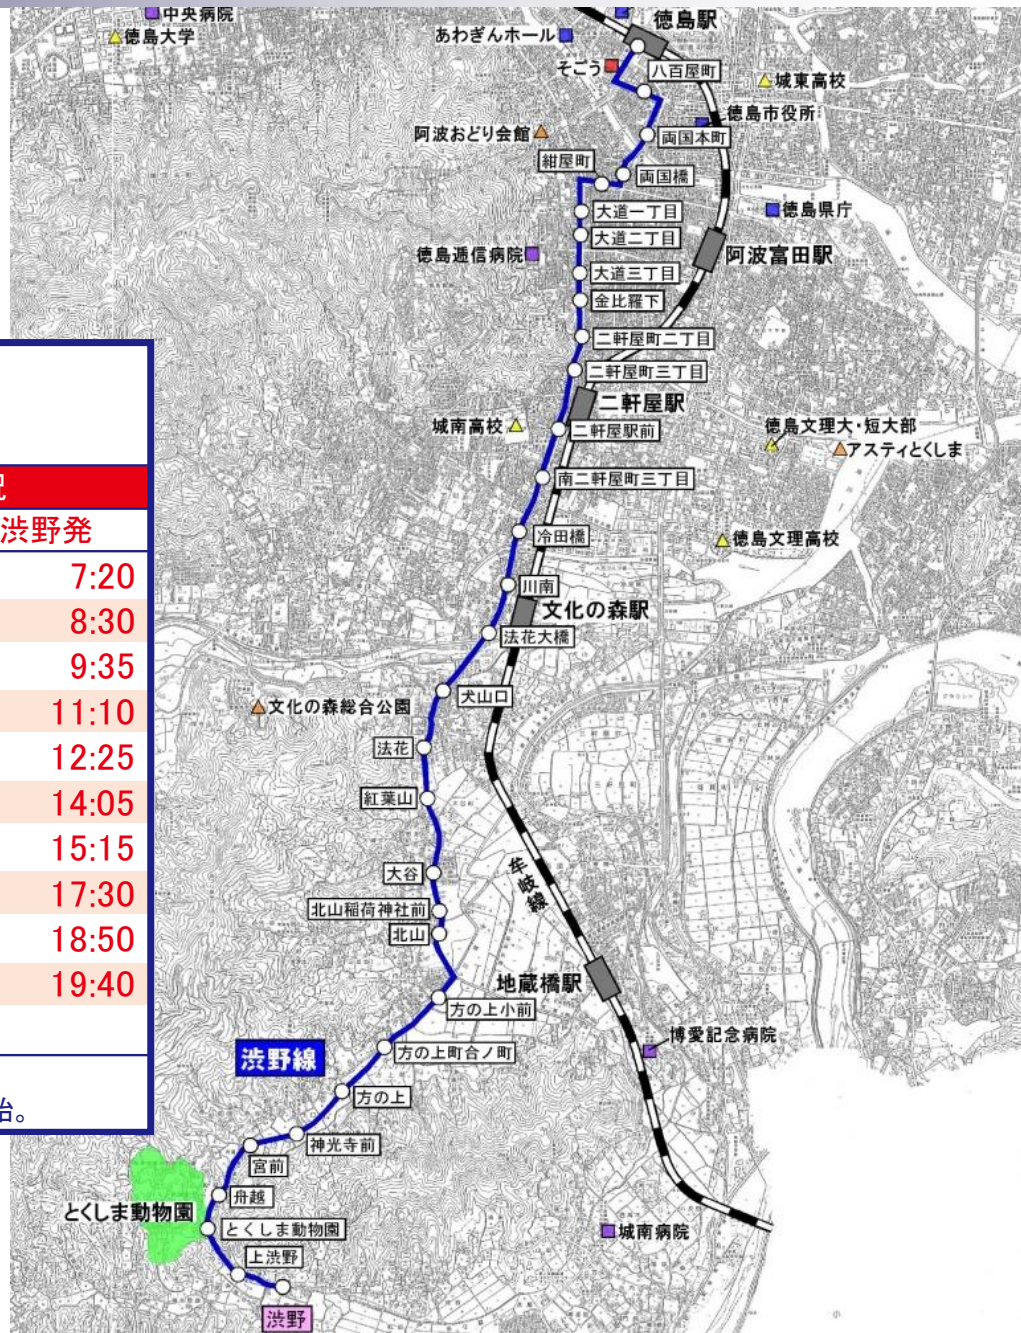 中央病院
徳島大学
徳島駅
あわぎんホール
そごう
八百屋町
城東高校
徳島市役所
阿波おどり会館
両国本町
紺屋町
両国橋
大道一丁目
徳島県庁
大道二丁目
徳島逓信病院
阿波富田駅
大道三丁目
金比羅下
二軒屋町二丁目
二軒屋町三丁目
二軒屋駅
城南高校
二軒屋駅前
徳島文理大・短大部
アスティとくしま
南二軒屋町三丁目
冷田橋
徳島文理高校
川南
文化の森駅
法花大橋
犬山口
文化の森総合公園
法花
紅葉山
大谷
牟岐線
北山稲荷神社前
北山
地蔵橋駅
方の上小前
博愛記念病院
方の上町合ノ町
渋野線
方の上
神光寺前
宮前
舟越
とくしま動物園
とくしま動物園
城南病院
上渋野
渋野
渋野発
7:20
8:30
9:35
11:10
12:25
14:05
15:15
17:30
18:50
19:40
始。